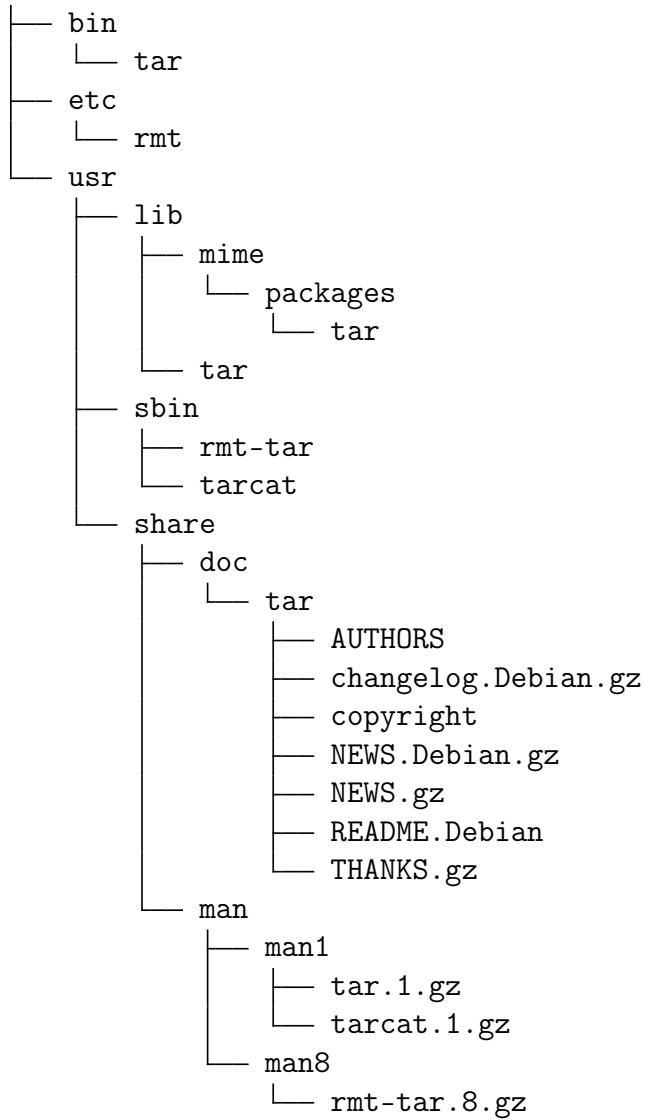 bin
tar
etc
rmt
usr
lib
mime
packages
tar
tar
sbin
rmt-tar
tarcat
share
doc
tar
AUTHORS
changelog.Debian.gz
copyright
NEWS.Debian.gz
NEWS.gz
README.Debian
THANKS.gz
man
man1
tar.1.gz
tarcat.1.gz
man8
rmt-tar.8.gz